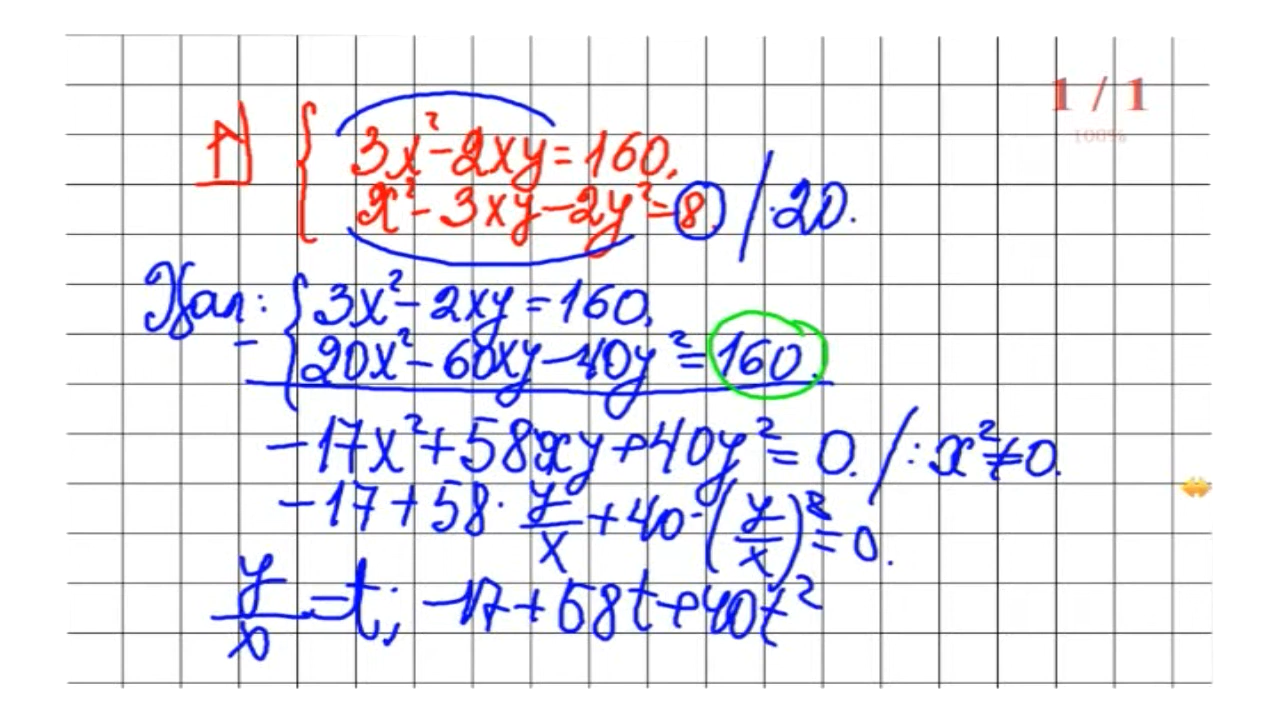 1 / 1
100%
1) { 3x² - 2xy = 160,
x² - 3xy - 2y² = 8. / ·20.
{ 3x² - 2xy = 160,
- { 20x² - 60xy - 40y² = 160.
-17x² + 58xy + 40y² = 0. / : x² ≠ 0.
-17 + 58 · y/x + 40 · (y/x)² = 0.
y/x = t; -17 + 58t + 40t²